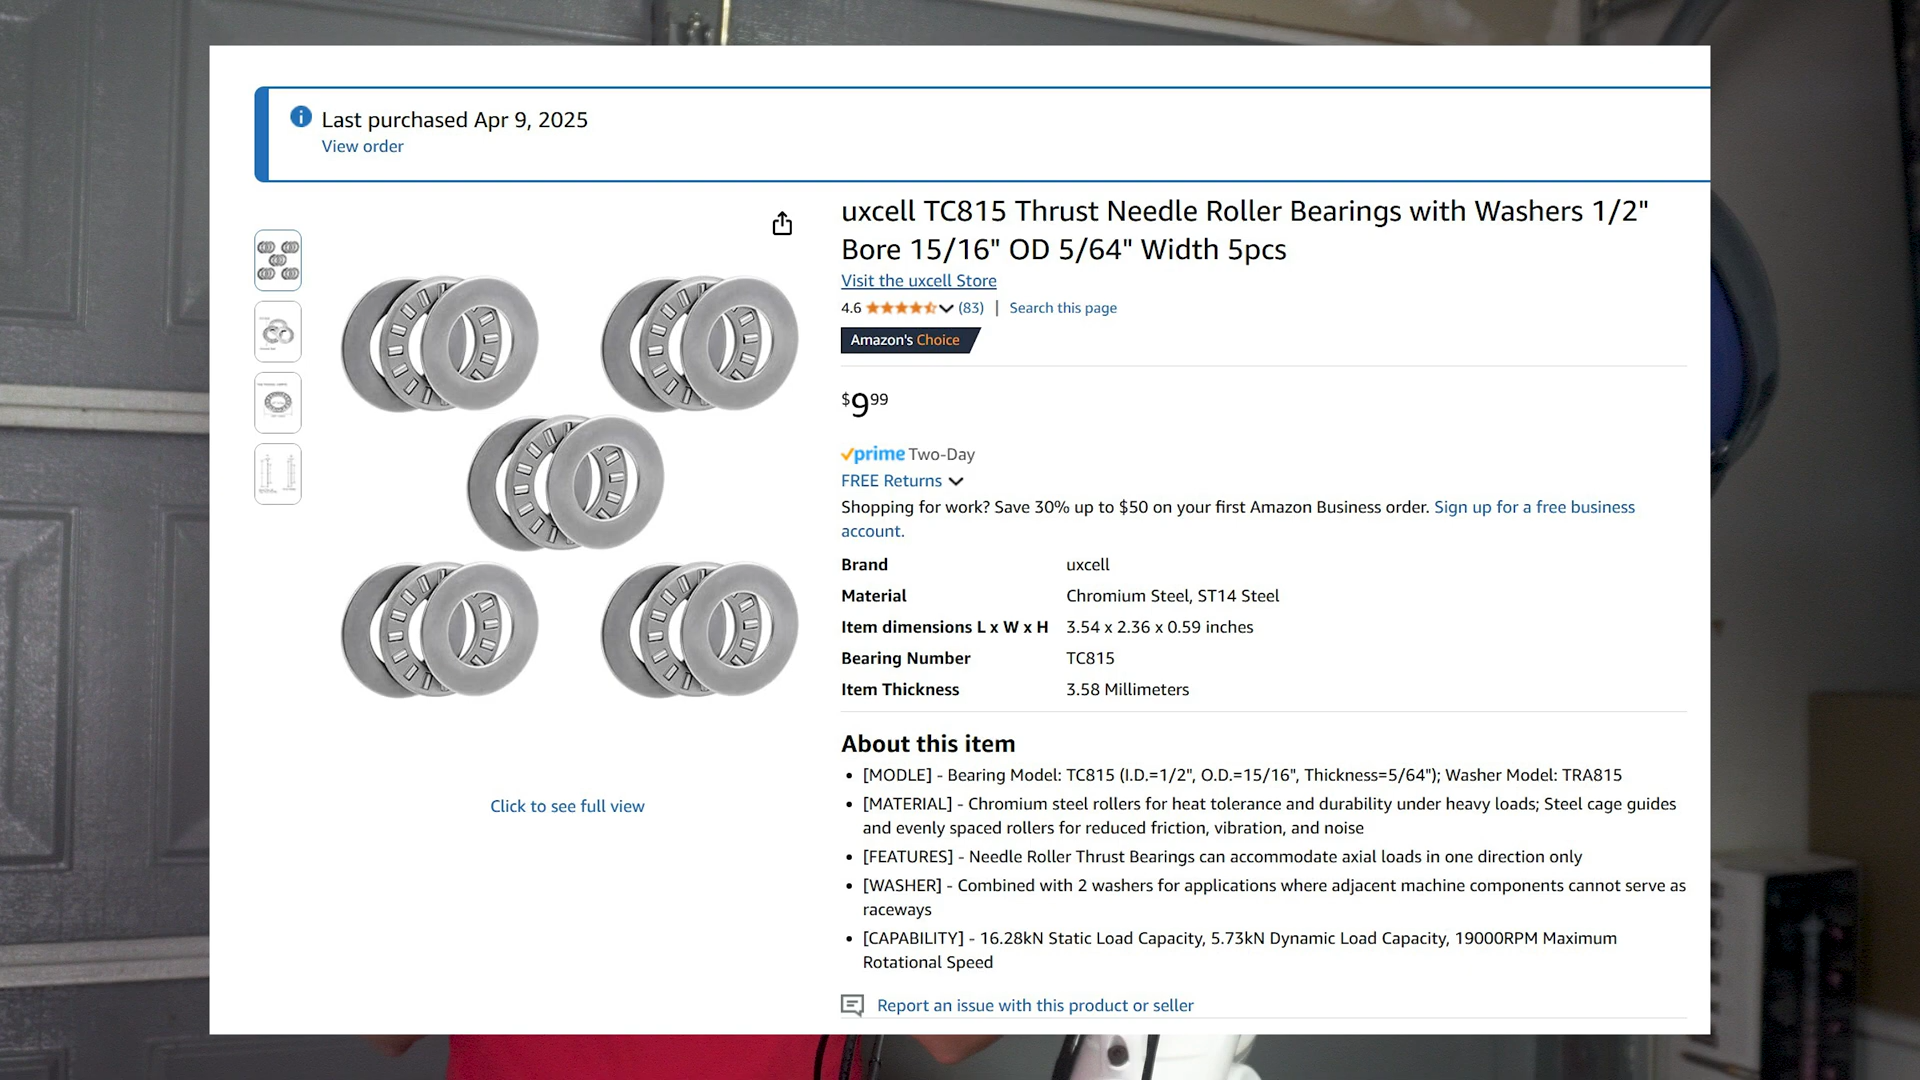 Last purchased Apr 9, 2025
View order
uxcell TC815 Thrust Needle Roller Bearings with Washers 1/2"
Bore 15/16" OD 5/64" Width 5pcs
Visit the uxcell Store
4.6 (83) | Search this page
Amazon's Choice
$9.99
prime Two-Day
FREE Returns
Shopping for work? Save 30% up to $50 on your first Amazon Business order. Sign up for a free business
account.
Brand uxcell
Material Chromium Steel, ST14 Steel
Item dimensions L x W x H 3.54 x 2.36 x 0.59 inches
Bearing Number TC815
Item Thickness 3.58 Millimeters
About this item
• [MODLE] - Bearing Model: TC815 (I.D.=1/2", O.D.=15/16", Thickness=5/64"); Washer Model: TRA815
• [MATERIAL] - Chromium steel rollers for heat tolerance and durability under heavy loads; Steel cage guides
and evenly spaced rollers for reduced friction, vibration, and noise
• [FEATURES] - Needle Roller Thrust Bearings can accommodate axial loads in one direction only
• [WASHER] - Combined with 2 washers for applications where adjacent machine components cannot serve as
raceways
• [CAPABILITY] - 16.28kN Static Load Capacity, 5.73kN Dynamic Load Capacity, 19000RPM Maximum
Rotational Speed
Click to see full view
Report an issue with this product or seller